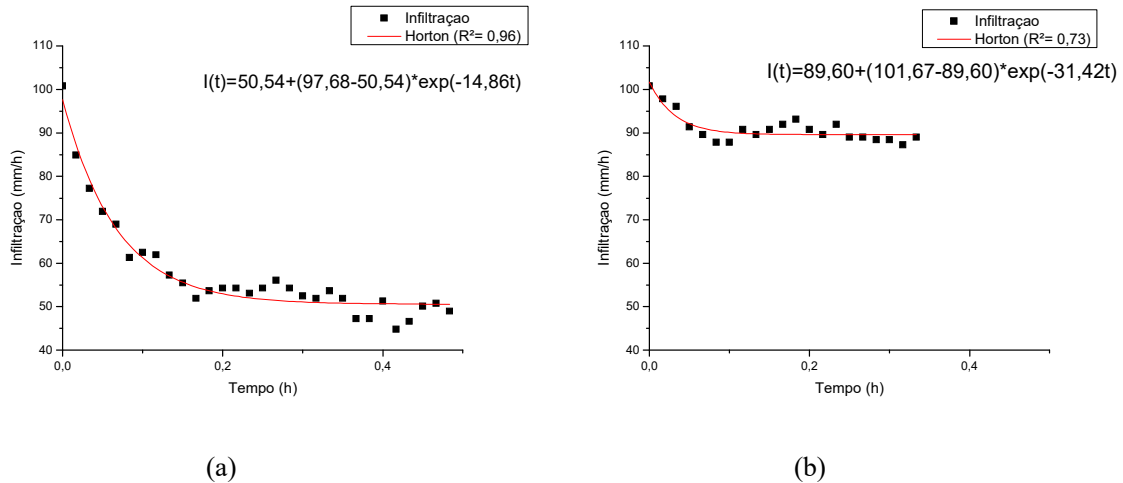 Infiltraçao
Horton (R²= 0,96)
I(t)=50,54+(97,68-50,54)*exp(-14,86t)
110
100
90
80
70
60
50
40
Infiltraçao (mm/h)
0,0
0,2
0,4
Tempo (h)
(a)
Infiltraçao
Horton (R²= 0,73)
I(t)=89,60+(101,67-89,60)*exp(-31,42t)
110
100
90
80
70
60
50
40
Infiltraçao (mm/h)
0,0
0,2
0,4
Tempo (h)
(b)